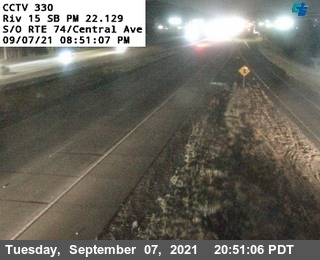 CCTV 330
Riv 15 SB PM 22.129
S/O RTE 74/Central Ave
09/07/21 08:51:07 PM
Tuesday, September 07, 2021 20:51:06 PDT